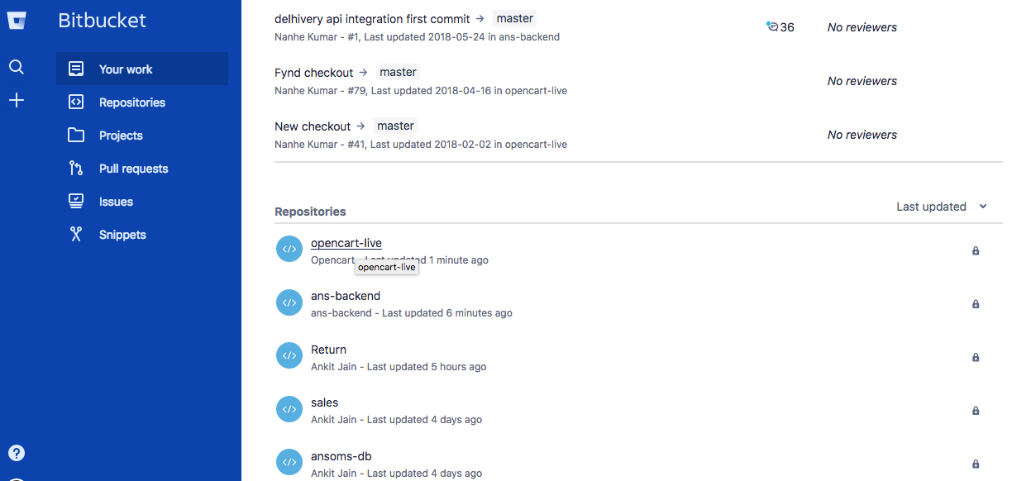 Bitbucket
Your work
Repositories
Projects
Pull requests
Issues
Snippets
delhivery api integration first commit → master
36
No reviewers
Nanhe Kumar - #1, Last updated 2018-05-24 in ans-backend
Fynd checkout → master
No reviewers
Nanhe Kumar - #79, Last updated 2018-04-16 in opencart-live
New checkout → master
No reviewers
Nanhe Kumar - #41, Last updated 2018-02-02 in opencart-live
Repositories
Last updated
opencart-live
Opencart - Last updated 1 minute ago
opencart-live
ans-backend
ans-backend - Last updated 6 minutes ago
Return
Ankit Jain - Last updated 5 hours ago
sales
Ankit Jain - Last updated 4 days ago
ansoms-db
Ankit Jain - Last updated 4 days ago